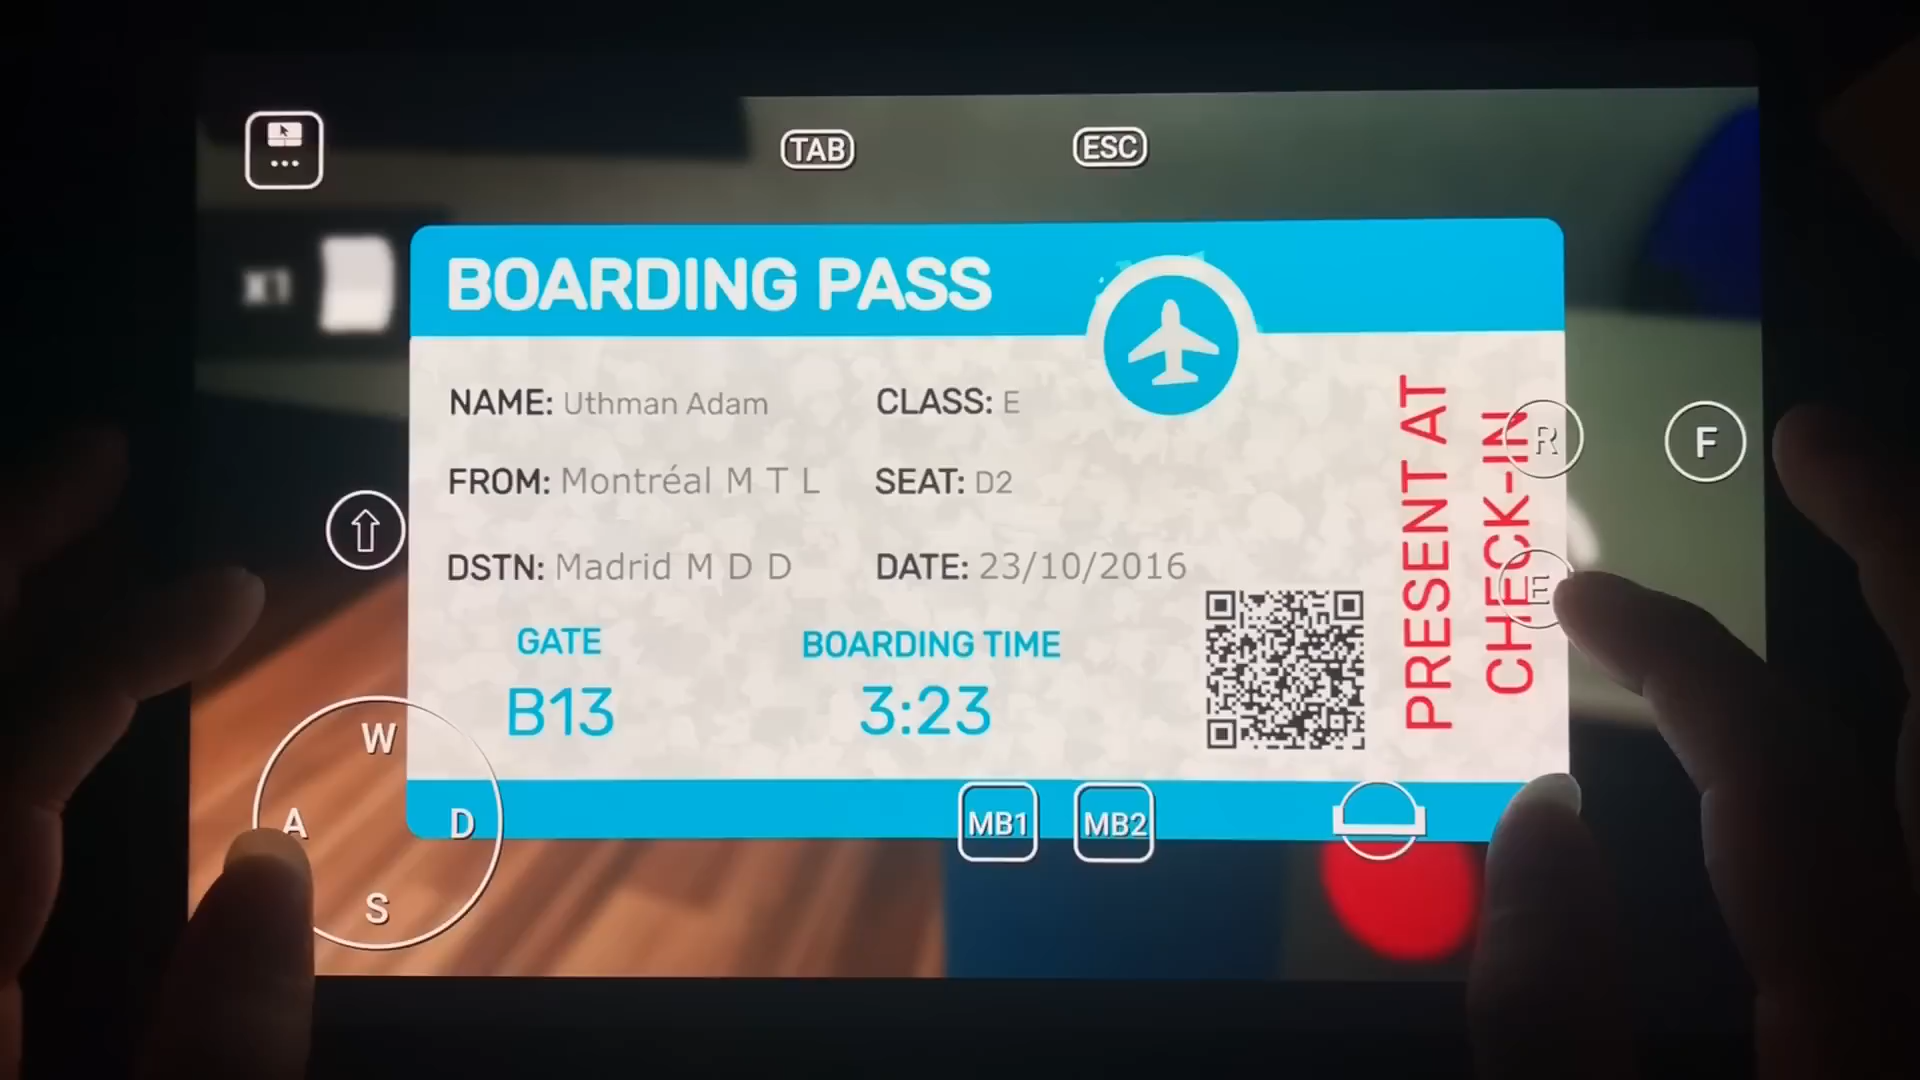 TAB
ESC
X1
BOARDING PASS
NAME: Uthman Adam
CLASS: E
FROM: Montréal M T L
SEAT: D2
DSTN: Madrid M D D
DATE: 23/10/2016
GATE
B13
BOARDING TIME
3:23
PRESENT AT
CHECK-IN
R
F
E
W
A
D
S
MB1
MB2